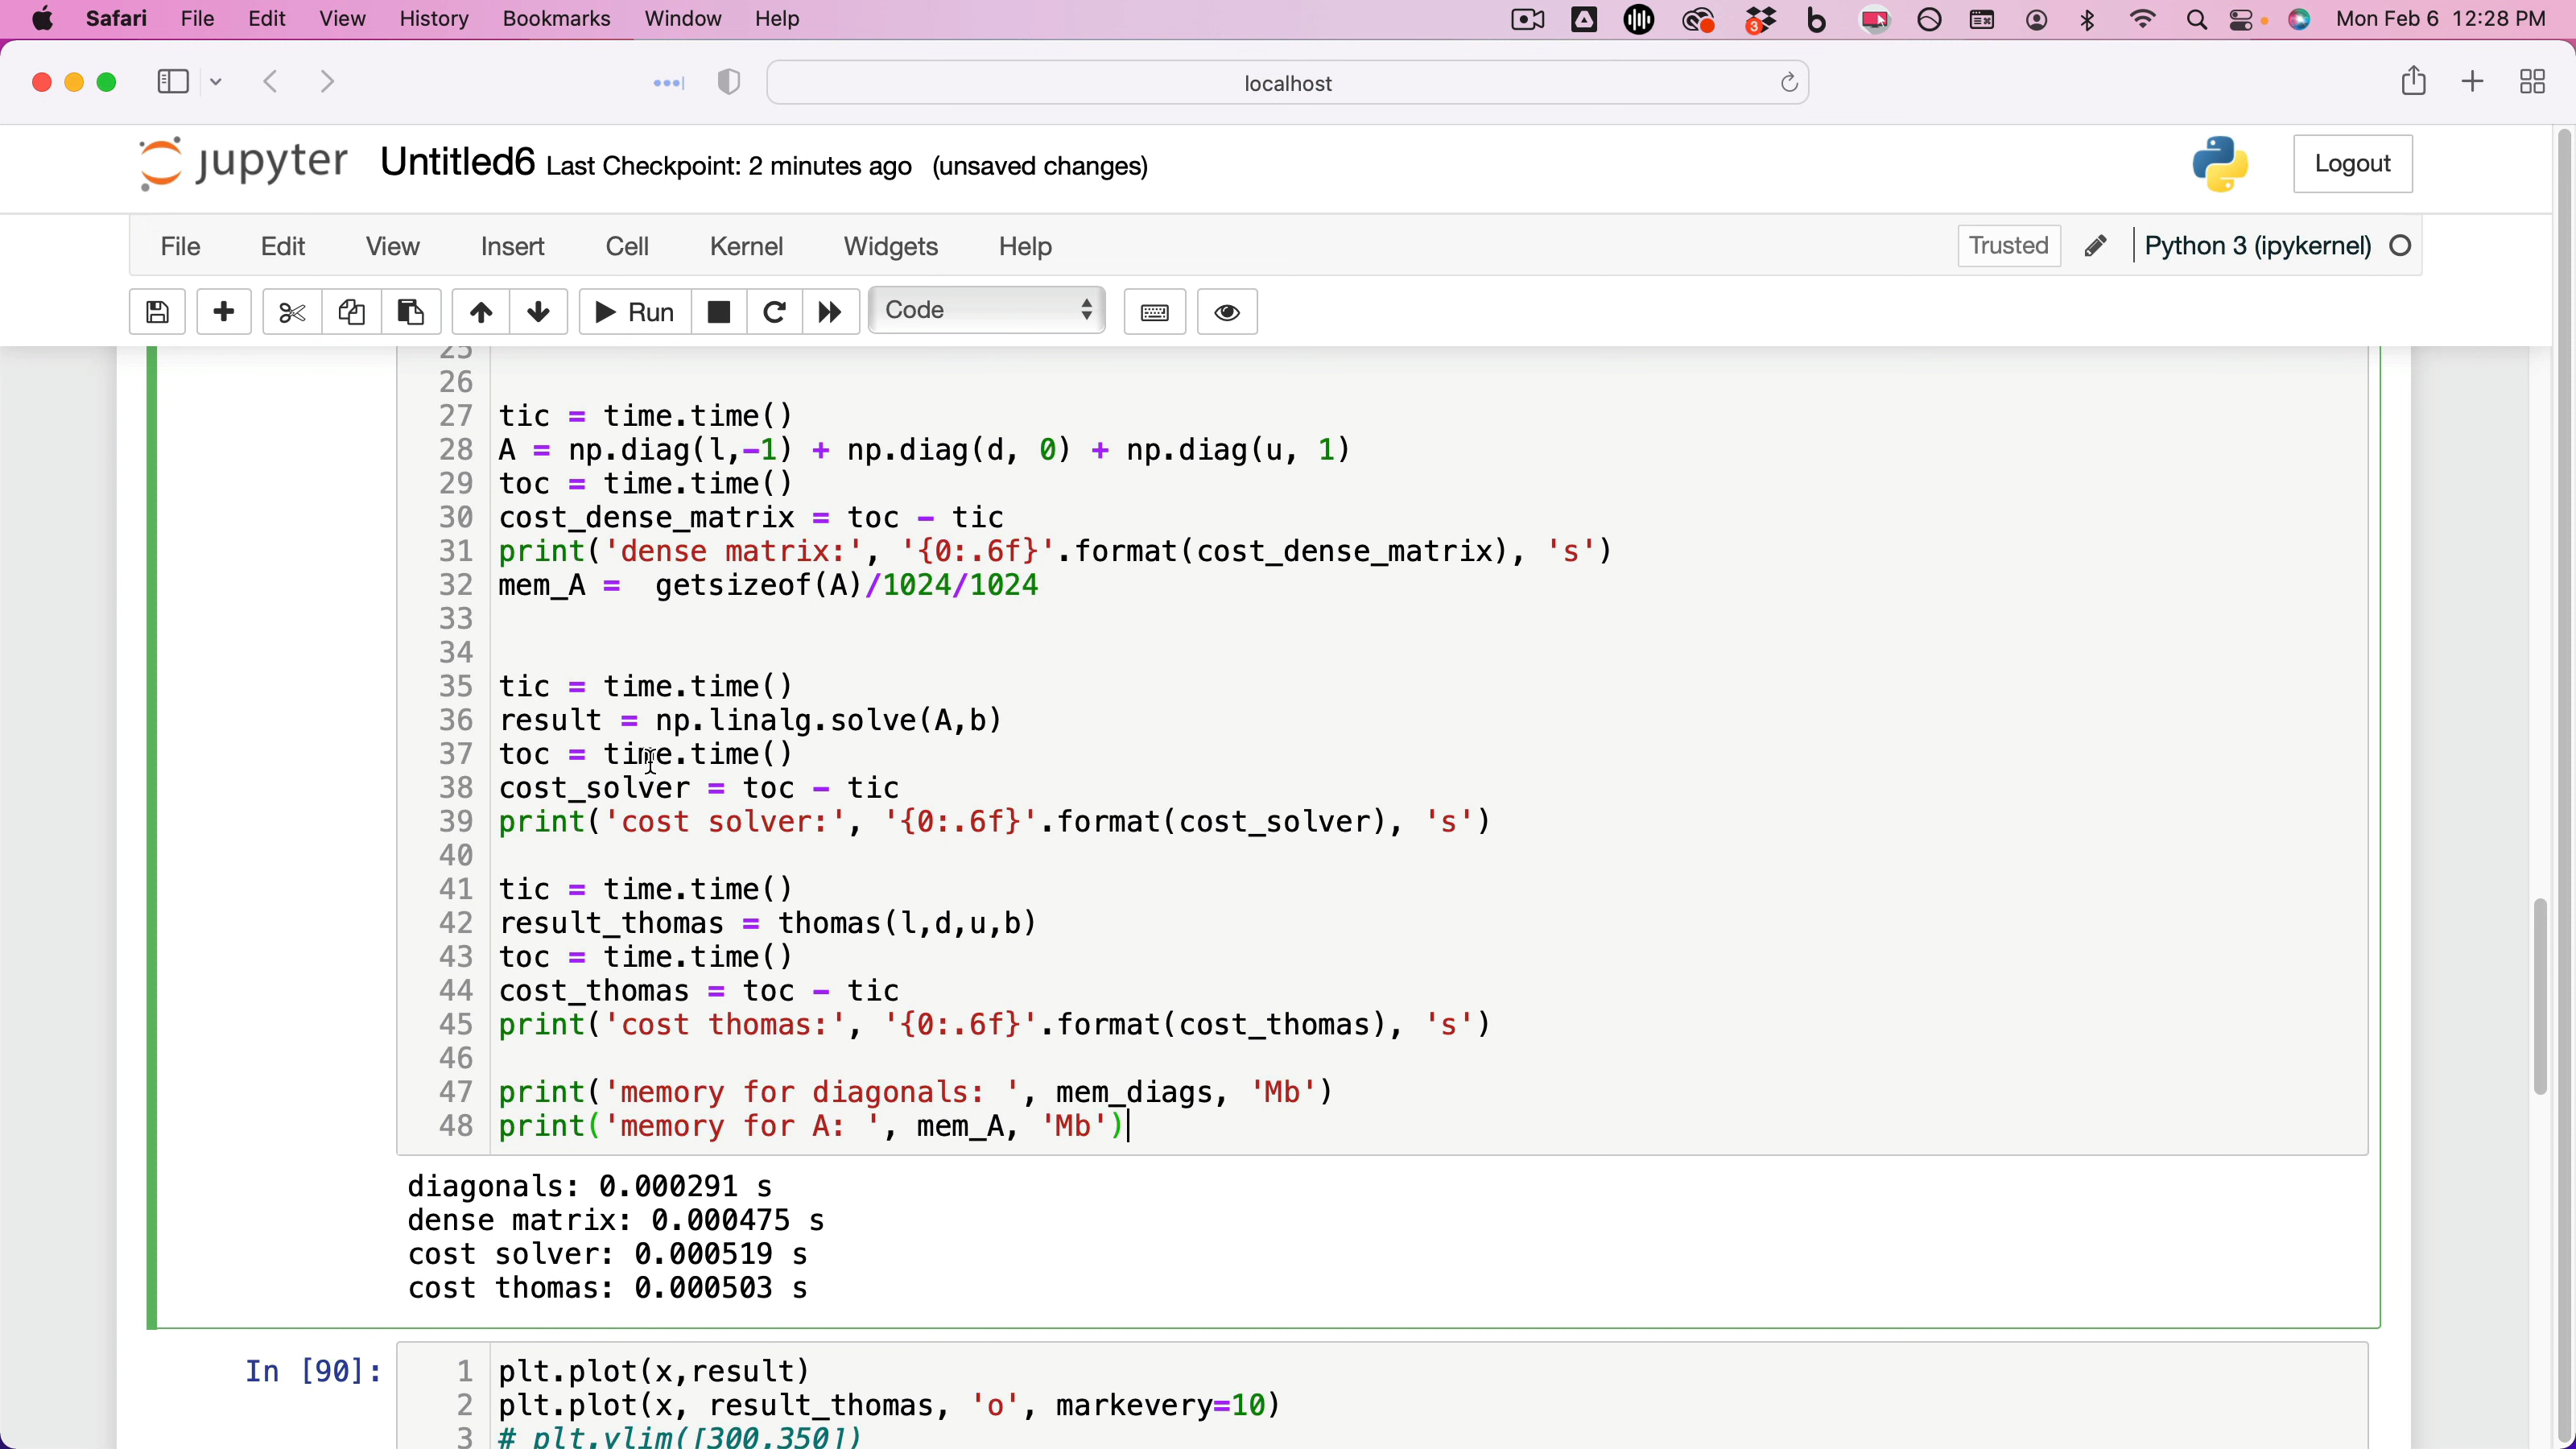 Safari File Edit View History Bookmarks Window Help 3 Mon Feb 6 12:28 PM
localhost
jupyter Untitled6 Last Checkpoint: 2 minutes ago (unsaved changes) Logout
File Edit View Insert Cell Kernel Widgets Help Trusted Python 3 (ipykernel)
Run Code
25
26
27 tic = time.time()
28 A = np.diag(l,-1) + np.diag(d, 0) + np.diag(u, 1)
29 toc = time.time()
30 cost_dense_matrix = toc - tic
31 print('dense matrix:', '{0:.6f}'.format(cost_dense_matrix), 's')
32 mem_A =  getsizeof(A)/1024/1024
33
34
35 tic = time.time()
36 result = np.linalg.solve(A,b)
37 toc = time.time()
38 cost_solver = toc - tic
39 print('cost solver:', '{0:.6f}'.format(cost_solver), 's')
40
41 tic = time.time()
42 result_thomas = thomas(l,d,u,b)
43 toc = time.time()
44 cost_thomas = toc - tic
45 print('cost thomas:', '{0:.6f}'.format(cost_thomas), 's')
46
47 print('memory for diagonals: ', mem_diags, 'Mb')
48 print('memory for A: ', mem_A, 'Mb')
diagonals: 0.000291 s
dense matrix: 0.000475 s
cost solver: 0.000519 s
cost thomas: 0.000503 s
In [90]: 1 plt.plot(x,result)
2 plt.plot(x, result_thomas, 'o', markevery=10)
3 # plt.ylim([300,350])